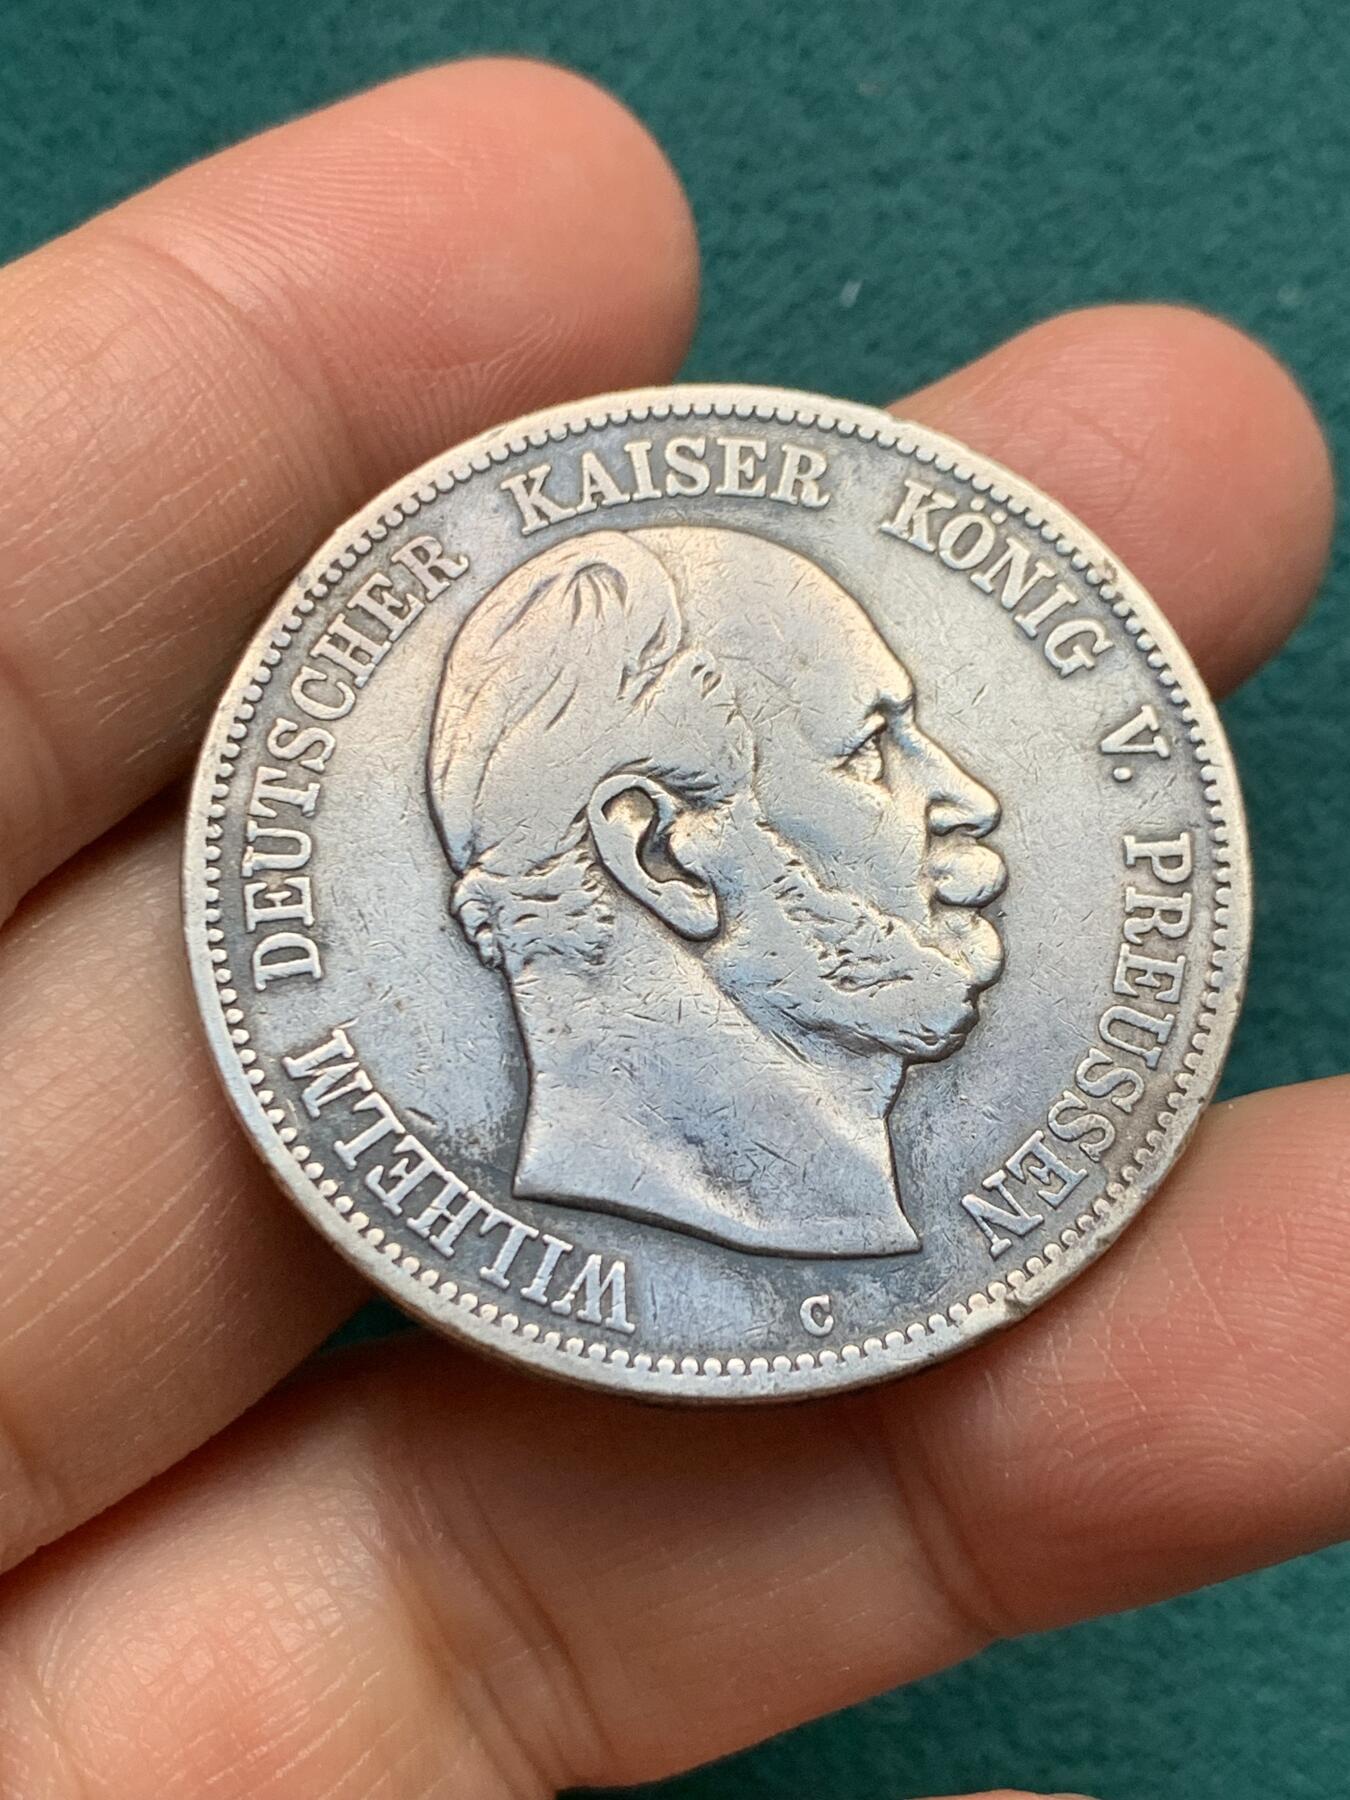 WILHELM DEUTSCHER KAISER KÖNIG V. PREUSSEN
C